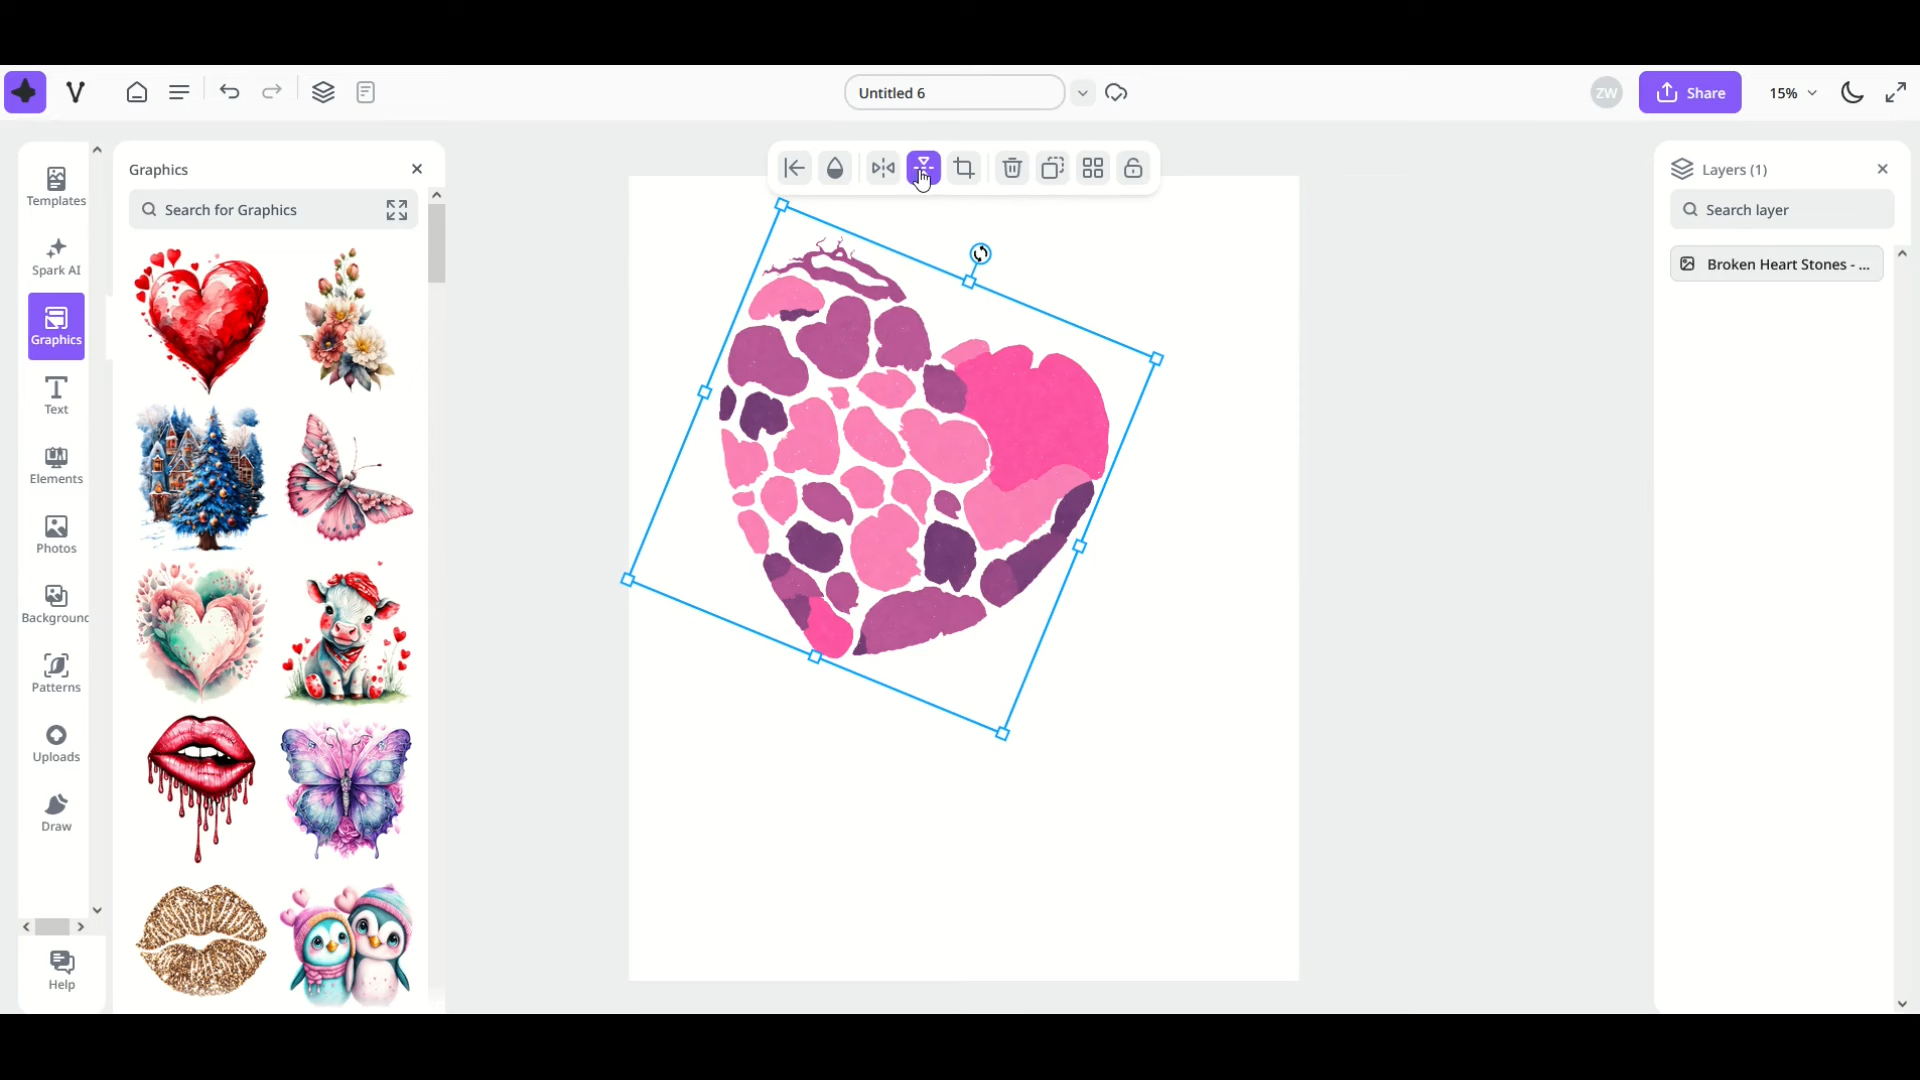 Untitled 6
ZW
Share
15%
Templates
Spark AI
Graphics
Text
Elements
Photos
Background
Patterns
Uploads
Draw
Help
Graphics
Search for Graphics
Layers (1)
Search layer
Broken Heart Stones - ...